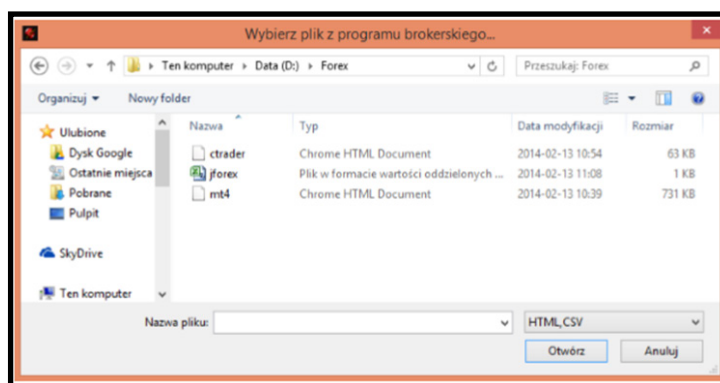 Wybierz plik z programu brokerskiego...
Ten komputer Data (D:) Forex Przeszukaj: Forex
Organizuj Nowy folder
Nazwa Typ Data modyfikacji Rozmiar
Ulubione
Dysk Google
Ostatnie miejsca
Pobrane
Pulpit
SkyDrive
Ten komputer
ctrader Chrome HTML Document 2014-02-13 10:54 63 KB
jforex Plik w formacie wartości oddzielonych ... 2014-02-13 11:08 1 KB
mt4 Chrome HTML Document 2014-02-13 10:39 731 KB
Nazwa pliku: HTML,CSV
Otwórz Anuluj